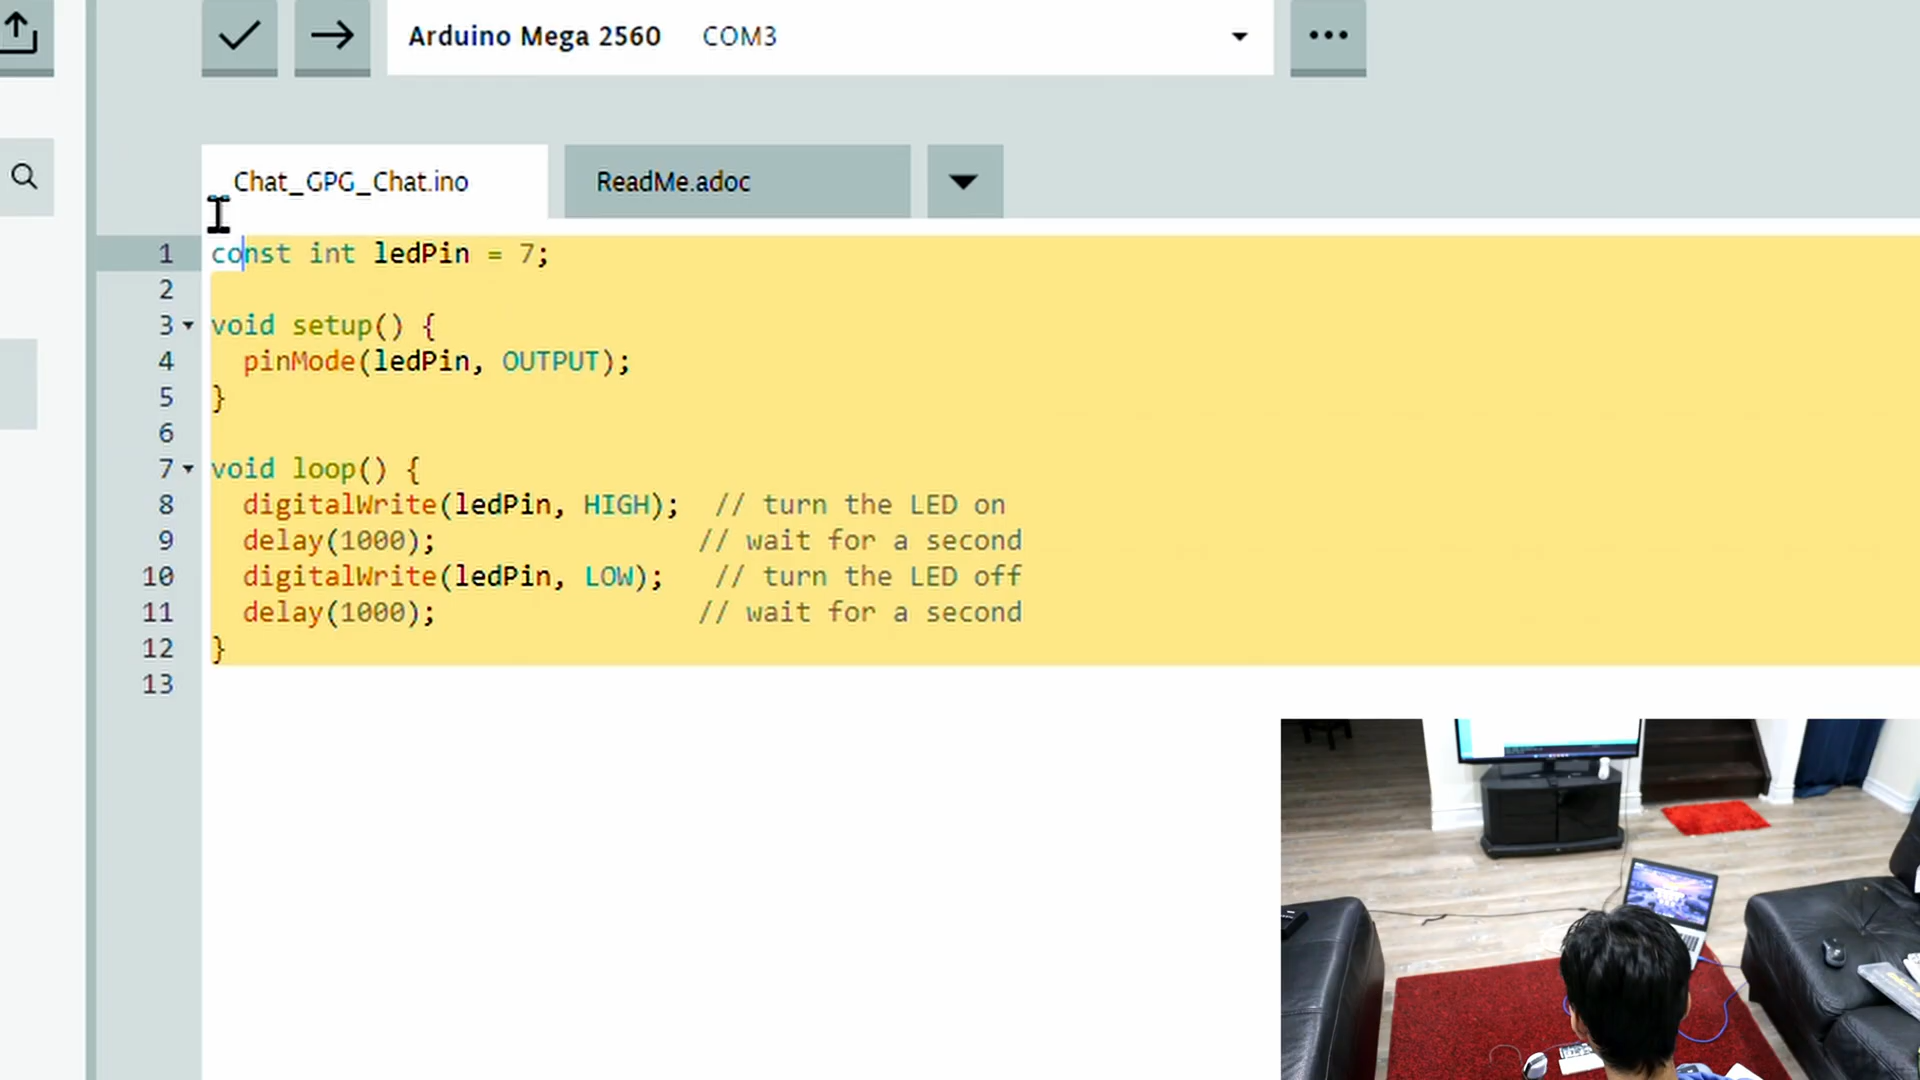 Arduino Mega 2560 COM3
Chat_GPG_Chat.ino ReadMe.adoc
1 const int ledPin = 7;
2
3 void setup() {
4 pinMode(ledPin, OUTPUT);
5 }
6
7 void loop() {
8 digitalWrite(ledPin, HIGH); // turn the LED on
9 delay(1000); // wait for a second
10 digitalWrite(ledPin, LOW); // turn the LED off
11 delay(1000); // wait for a second
12 }
13